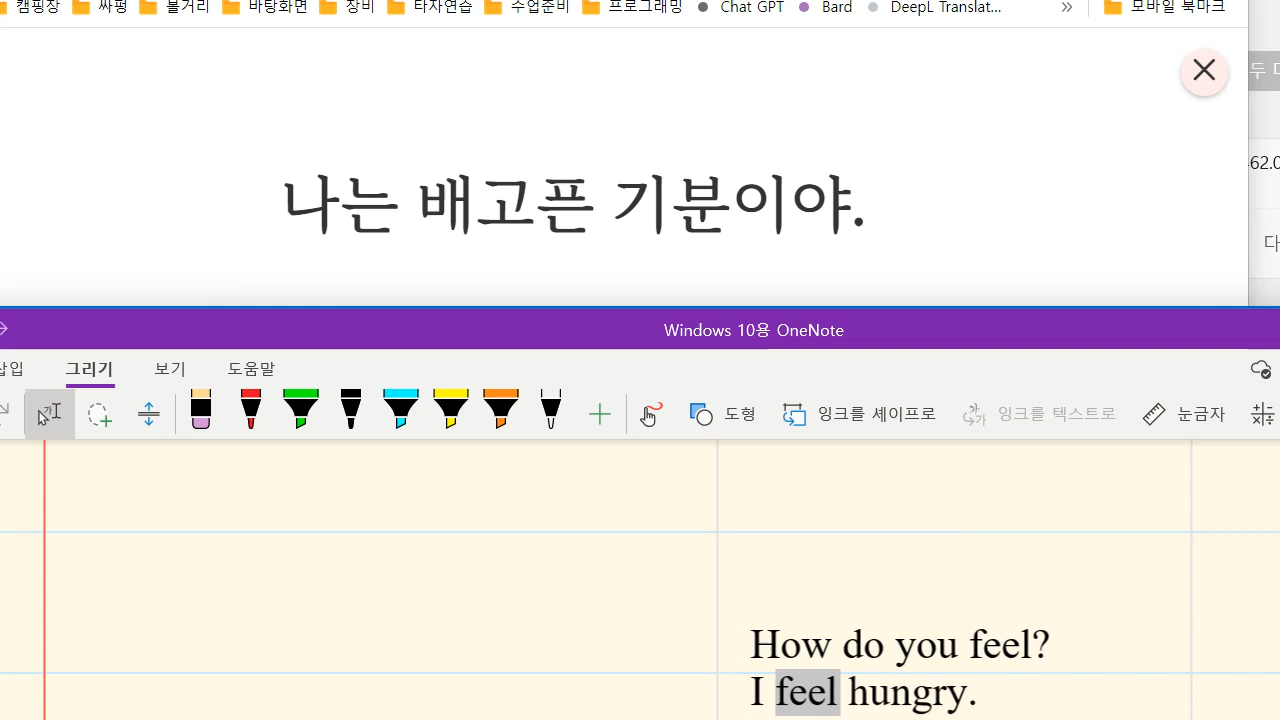 캠핑장 싸펑 볼거리 바탕화면 장비 타자연습 수업준비 프로그래밍 Chat GPT Bard DeepL Translat... » 모바일 북마크
나는 배고픈 기분이야.
Windows 10용 OneNote
삽입 그리기 보기 도움말
도형 잉크를 셰이프로 잉크를 텍스트로 눈금자
How do you feel?
I feel hungry.